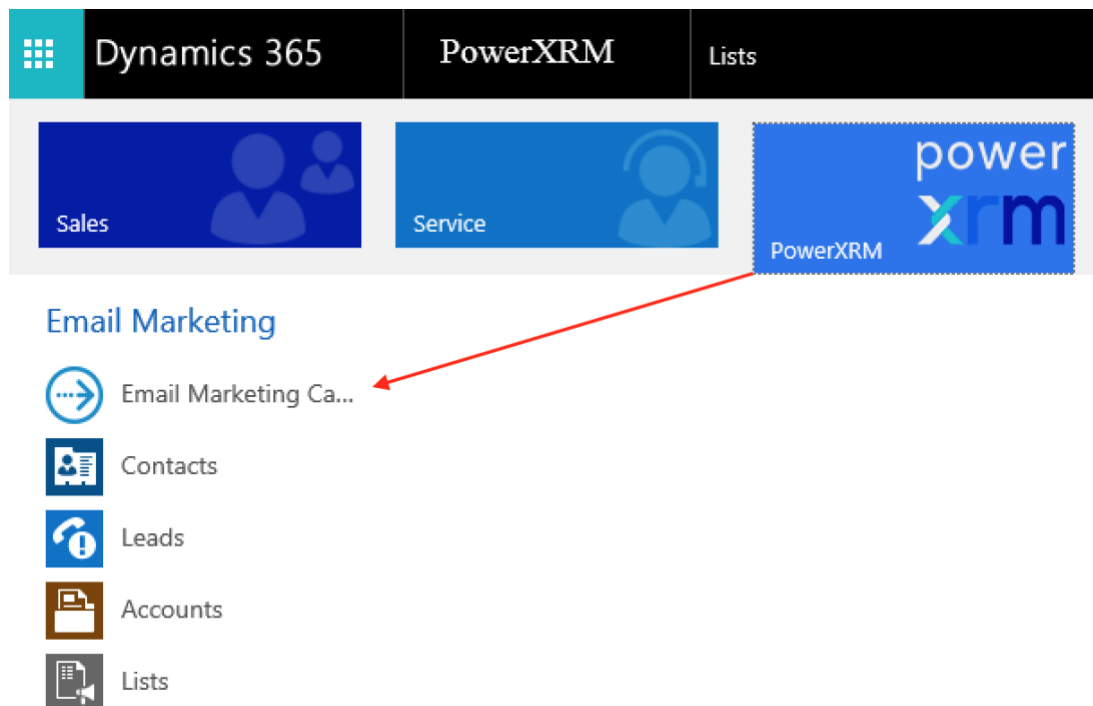 Dynamics 365 PowerXRM Lists
power
xrm
Sales Service PowerXRM
Email Marketing
Email Marketing Ca...
Contacts
Leads
Accounts
Lists